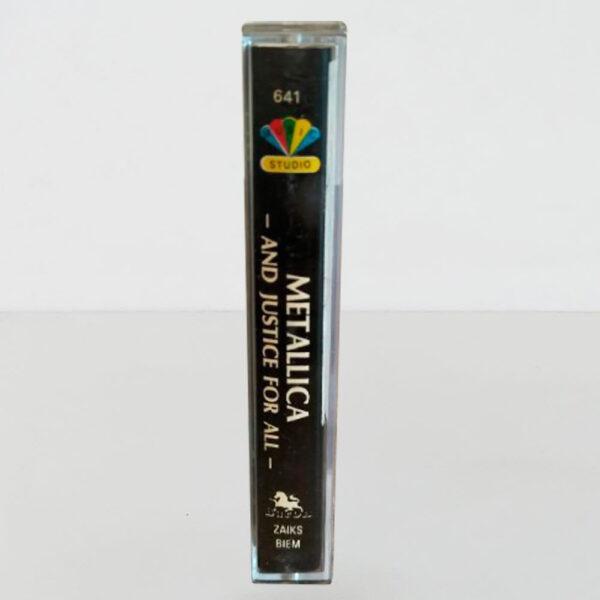 641
STUDIO
METALLICA
- AND JUSTICE FOR ALL -
ZAIKS
BIEM